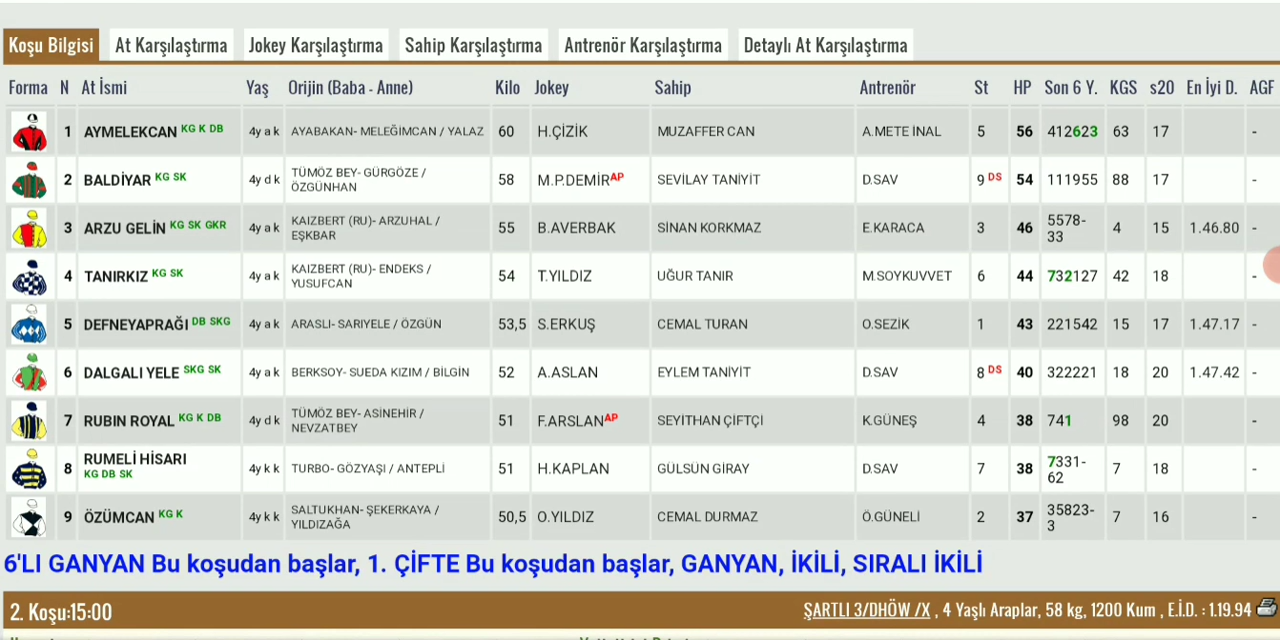 Koşu Bilgisi At Karşılaştırma Jokey Karşılaştırma Sahip Karşılaştırma Antrenör Karşılaştırma Detaylı At Karşılaştırma
Forma N At İsmi Yaş Orijin (Baba - Anne) Kilo Jokey Sahip Antrenör St HP Son 6 Y. KGS s20 En İyi D. AGF
1 AYMELEKCAN KG K DB 4y a k AYABAKAN- MELEĞİMCAN / YALAZ 60 H.ÇİZİK MUZAFFER CAN A.METE İNAL 5 56 412623 63 17 -
2 BALDİYAR KG SK 4y d k TÜMÖZ BEY- GÜRGÖZE / ÖZGÜNHAN 58 M.P.DEMİR AP SEVİLAY TANİYİT D.SAV 9 DS 54 111955 88 17 -
3 ARZU GELİN KG SK GKR 4y a k KAIZBERT (RU)- ARZUHAL / EŞKBAR 55 B.AVERBAK SİNAN KORKMAZ E.KARACA 3 46 5578-33 4 15 1.46.80 -
4 TANIRKIZ KG SK 4y a k KAIZBERT (RU)- ENDEKS / YUSUFCAN 54 T.YILDIZ UĞUR TANIR M.SOYKUVVET 6 44 732127 42 18 -
5 DEFNEYAPRAĞI DB SKG 4y a k ARASLI- SARIYELE / ÖZGÜN 53,5 S.ERKUŞ CEMAL TURAN O.SEZİK 1 43 221542 15 17 1.47.17 -
6 DALGALI YELE SKG SK 4y a k BERKSOY- SUEDA KIZIM / BİLGİN 52 A.ASLAN EYLEM TANİYİT D.SAV 8 DS 40 322221 18 20 1.47.42 -
7 RUBIN ROYAL KG K DB 4y d k TÜMÖZ BEY- ASİNEHİR / NEVZATBEY 51 F.ARSLAN AP SEYİTHAN ÇİFTÇİ K.GÜNEŞ 4 38 741 98 20 -
8 RUMELİ HİSARI KG DB SK 4y k k TURBO- GÖZYAŞI / ANTEPLİ 51 H.KAPLAN GÜLSÜN GİRAY D.SAV 7 38 7331-62 7 18 -
9 ÖZÜMCAN KG K 4y k k SALTUKHAN- ŞEKERKAYA / YILDIZAĞA 50,5 O.YILDIZ CEMAL DURMAZ Ö.GÜNELİ 2 37 35823-3 7 16 -
6'LI GANYAN Bu koşudan başlar, 1. ÇİFTE Bu koşudan başlar, GANYAN, İKİLİ, SIRALI İKİLİ
2. Koşu:15:00 ŞARTLI 3/DHÖW /X , 4 Yaşlı Araplar, 58 kg, 1200 Kum , E.İ.D. : 1.19.94